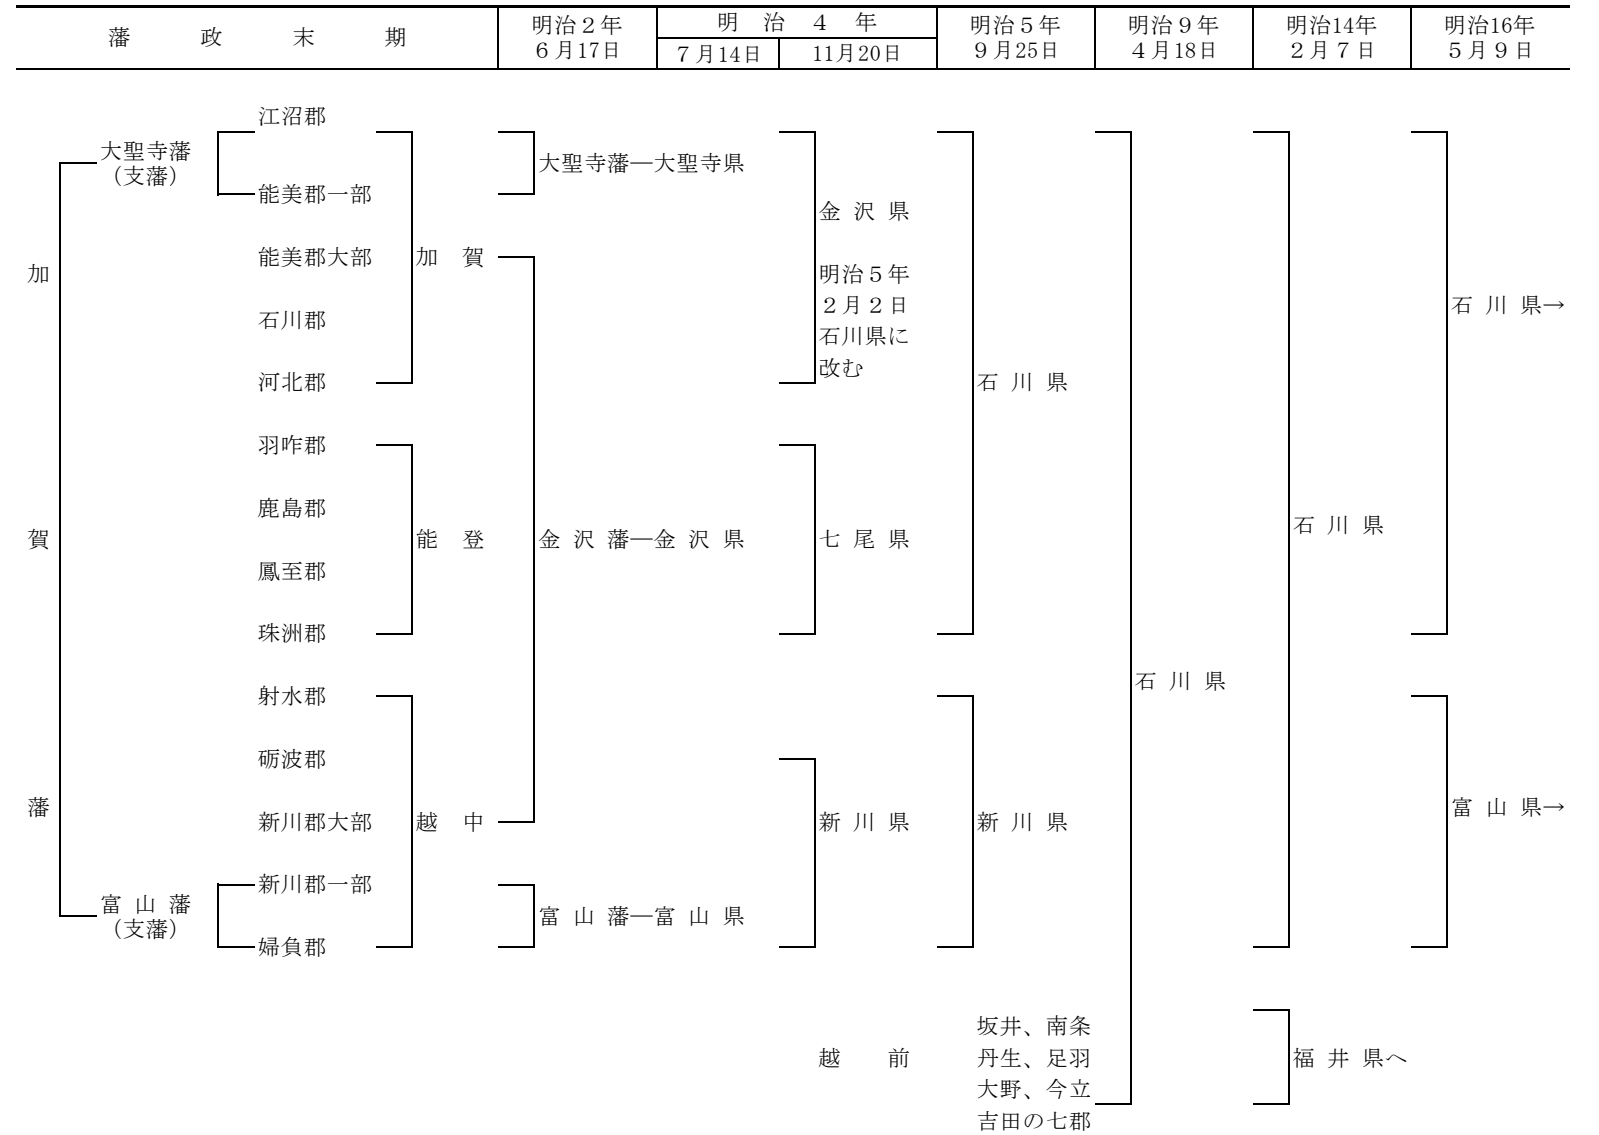 藩政末期
明治２年
６月17日
明治４年
７月14日
11月20日
明治５年
９月25日
明治９年
４月18日
明治14年
２月７日
明治16年
５月９日
加賀藩
大聖寺藩
（支藩）
富山藩
（支藩）
江沼郡
能美郡一部
能美郡大部
石川郡
河北郡
羽咋郡
鹿島郡
鳳至郡
珠洲郡
射水郡
砺波郡
新川郡大部
新川郡一部
婦負郡
加賀
能登
越中
大聖寺藩―大聖寺県
金沢藩―金沢県
富山藩―富山県
金沢県
明治５年
２月２日
石川県に
改む
七尾県
新川県
越前
石川県
新川県
坂井、南条
丹生、足羽
大野、今立
吉田の七郡
石川県
石川県
福井県へ
石川県→
富山県→